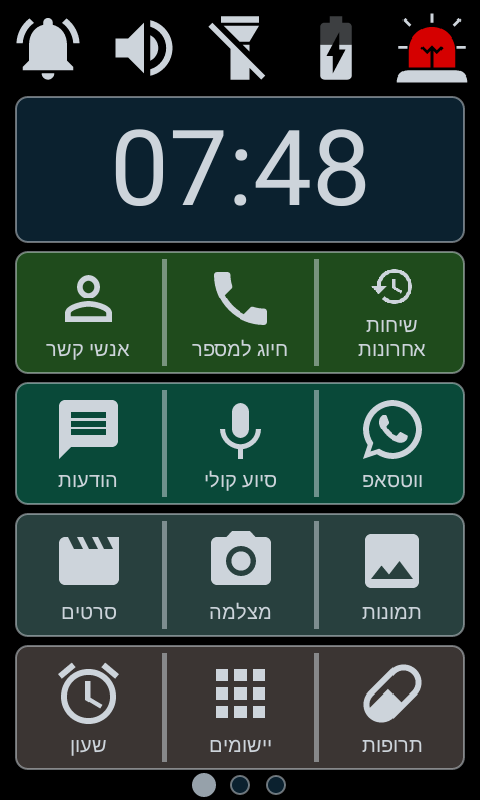 07:48
שיחות
אחרונות
חיוג למספר
אנשי קשר
ווטסאפ
סיוע קולי
הודעות
תמונות
מצלמה
סרטים
תרופות
יישומים
שעון